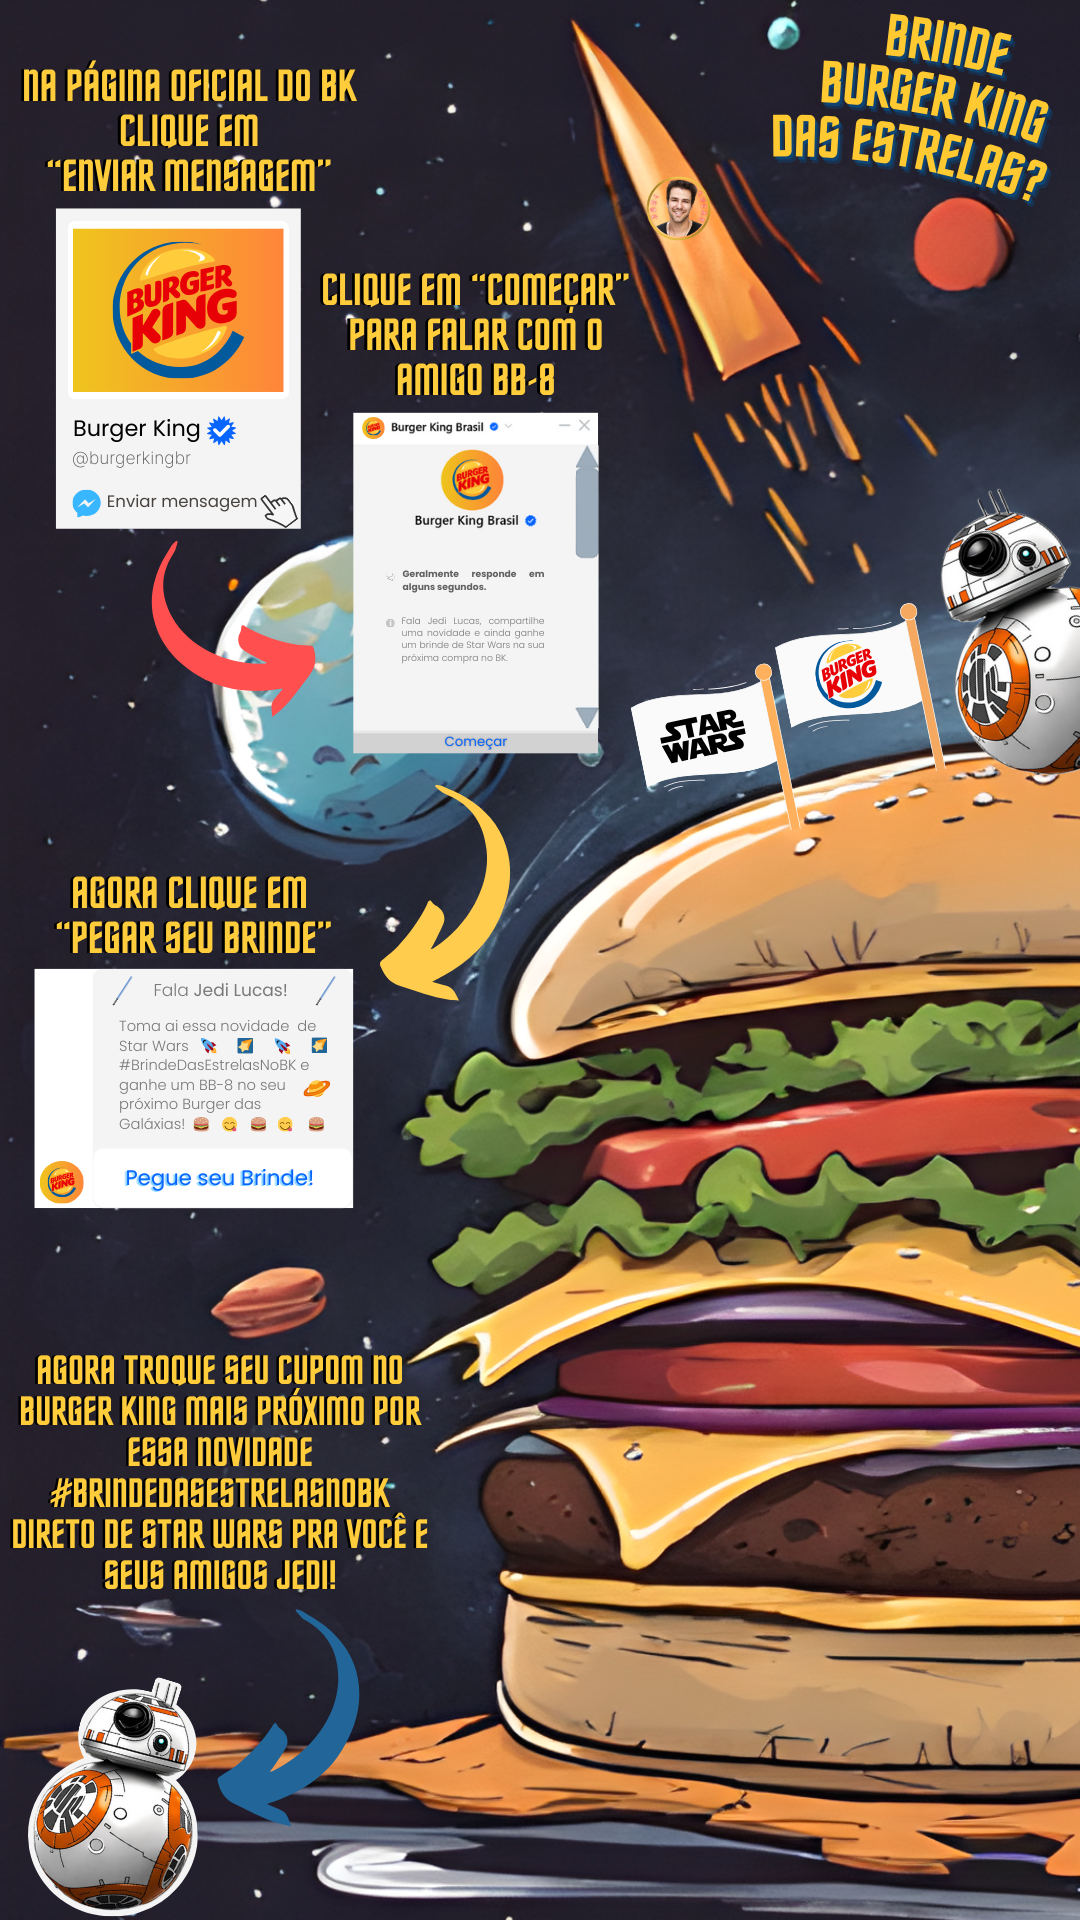 BRINDE
BURGER KING
DAS ESTRELAS?
NA PÁGINA OFICIAL DO BK
CLIQUE EM
“ENVIAR MENSAGEM”
BURGER
KING
Burger King
@burgerkingbr
Enviar mensagem
CLIQUE EM “COMEÇAR”
PARA FALAR COM O
AMIGO BB-8
Burger King Brasil
BURGER
KING
Burger King Brasil
Geralmente responde em
alguns segundos.
Fala Jedi Lucas, compartilhe
uma novidade e ainda ganhe
um brinde de Star Wars na sua
próxima compra no BK.
Começar
STAR
WARS
BURGER
KING
AGORA CLIQUE EM
“PEGAR SEU BRINDE”
Fala Jedi Lucas!
Toma ai essa novidade de
Star Wars
#BrindeDasEstrelasNoBK e
ganhe um BB-8 no seu
próximo Burger das
Galáxias!
BURGER
KING
Pegue seu Brinde!
AGORA TROQUE SEU CUPOM NO
BURGER KING MAIS PRÓXIMO POR
ESSA NOVIDADE
#BRINDEDASESTRELASNOBK
DIRETO DE STAR WARS PRA VOCÊ E
SEUS AMIGOS JEDI!